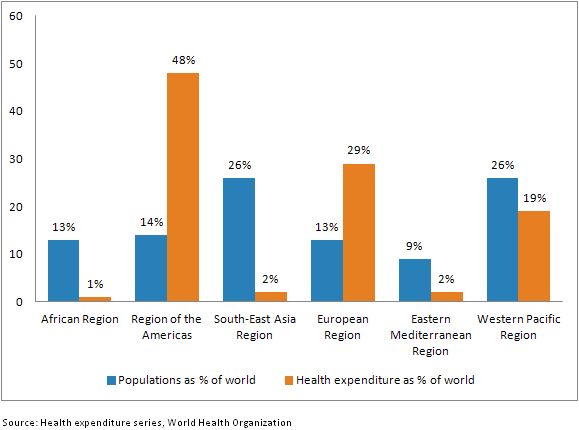 60
50
40
30
20
10
0
13%
1%
14%
48%
26%
2%
13%
29%
9%
2%
26%
19%
African Region
Region of the
Americas
South-East Asia
Region
European
Region
Eastern
Mediterranean
Region
Western Pacific
Region
Populations as % of world
Health expenditure as % of world
Source: Health expenditure series, World Health Organization